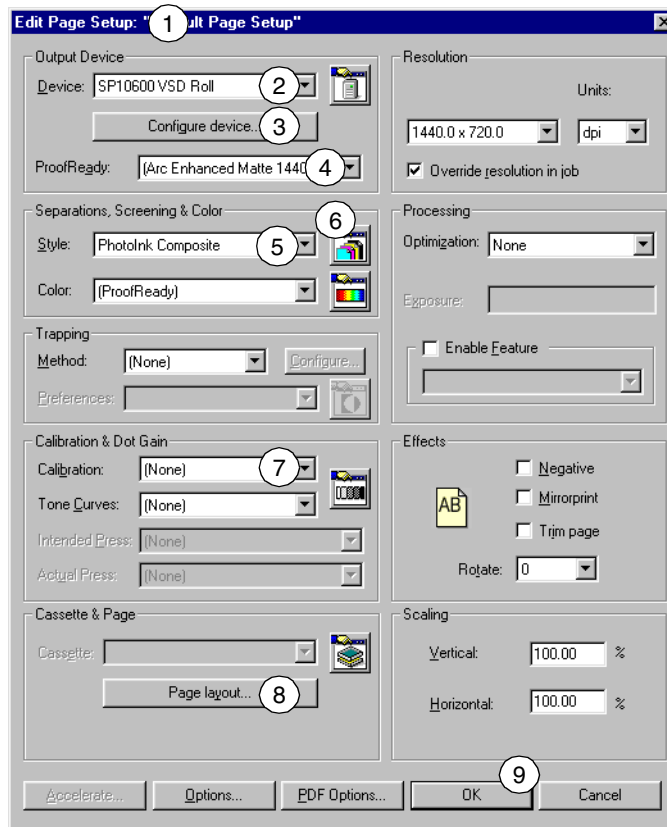 Edit Page Setup: " ult Page Setup"
1
Output Device
Device: SP10600 VSD Roll
2
Configure device...
3
ProofReady: (Arc Enhanced Matte 1440
4
Separations, Screening & Color
6
Style: PhotoInk Composite
5
Color: (ProofReady)
Trapping
Method: (None) Configure...
Preferences:
Calibration & Dot Gain
Calibration: (None)
7
Tone Curves: (None)
Intended Press: (None)
Actual Press: (None)
Cassette & Page
Cassette:
Page layout...
8
Resolution
Units:
1440.0 x 720.0 dpi
Override resolution in job
Processing
Optimization: None
Exposure:
Enable Feature
Effects
AB
Negative
Mirrorprint
Trim page
Rotate: 0
Scaling
Vertical: 100.00 %
Horizontal: 100.00 %
9
Accelerate... Options... PDF Options... OK Cancel